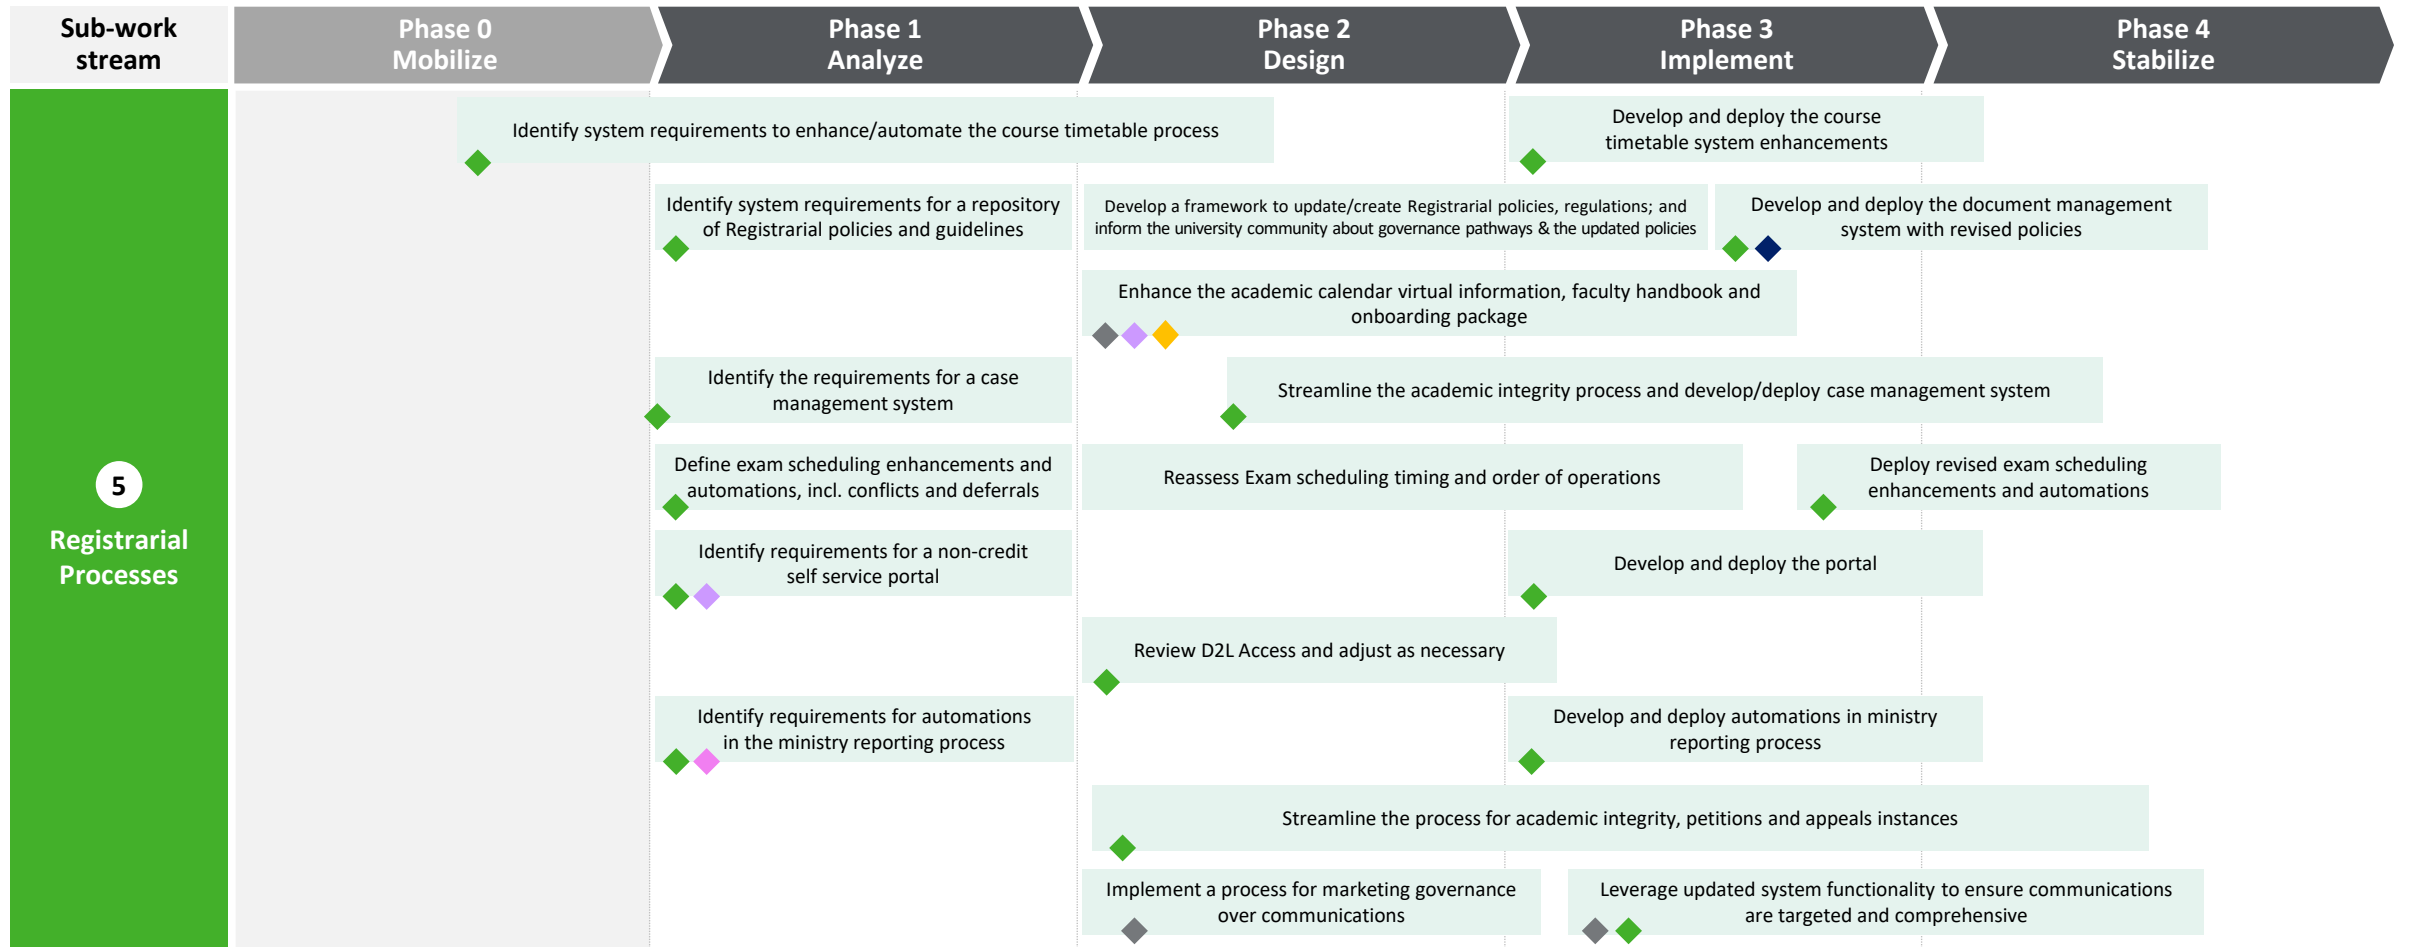 Sub-work
stream
Phase 0
Mobilize
Phase 1
Analyze
Phase 2
Design
Phase 3
Implement
Phase 4
Stabilize
5
Registrarial
Processes
Identify system requirements to enhance/automate the course timetable process
Develop and deploy the course
timetable system enhancements
Identify system requirements for a repository
of Registrarial policies and guidelines
Develop a framework to update/create Registrarial policies, regulations; and
inform the university community about governance pathways & the updated policies
Develop and deploy the document management
system with revised policies
Enhance the academic calendar virtual information, faculty handbook and
onboarding package
Identify the requirements for a case
management system
Streamline the academic integrity process and develop/deploy case management system
Define exam scheduling enhancements and
automations, incl. conflicts and deferrals
Reassess Exam scheduling timing and order of operations
Deploy revised exam scheduling
enhancements and automations
Identify requirements for a non-credit
self service portal
Develop and deploy the portal
Review D2L Access and adjust as necessary
Identify requirements for automations
in the ministry reporting process
Develop and deploy automations in ministry
reporting process
Streamline the process for academic integrity, petitions and appeals instances
Implement a process for marketing governance
over communications
Leverage updated system functionality to ensure communications
are targeted and comprehensive